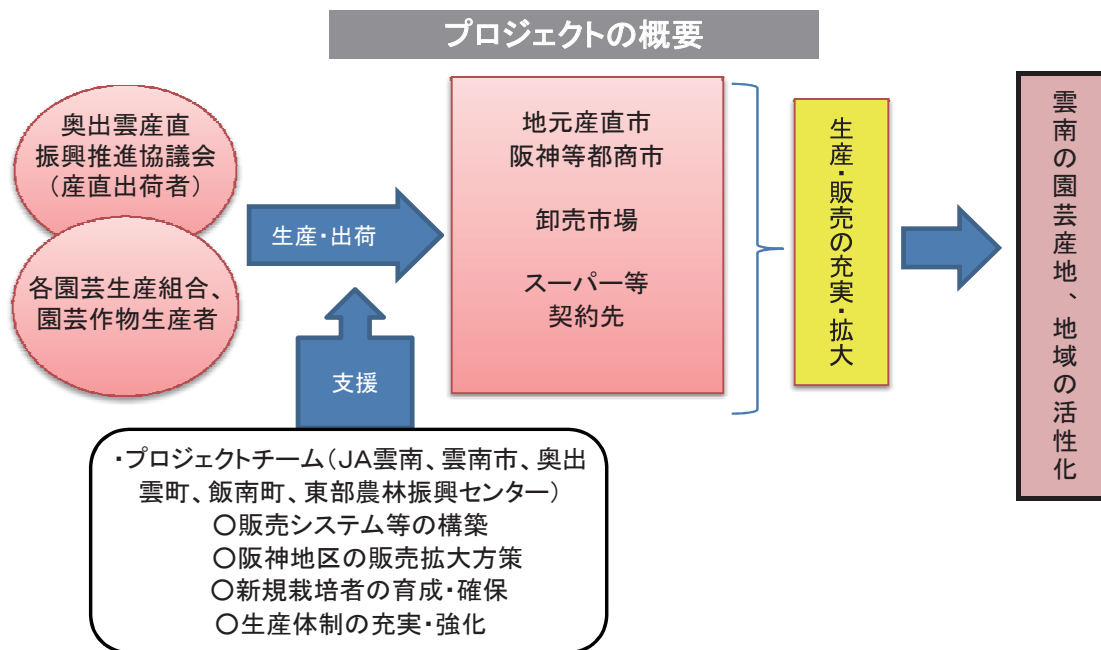 プロジェクトの概要
奥出雲産直
振興推進協議会
（産直出荷者）
各園芸生産組合、
園芸作物生産者
生産・出荷
支援
地元産直市
阪神等都商市
卸売市場
スーパー等
契約先
生産・販売の充実・拡大
雲南の園芸産地、地域の活性化
・プロジェクトチーム（ＪＡ雲南、雲南市、奥出
雲町、飯南町、東部農林振興センター）
〇販売システム等の構築
〇阪神地区の販売拡大方策
〇新規栽培者の育成・確保
〇生産体制の充実・強化